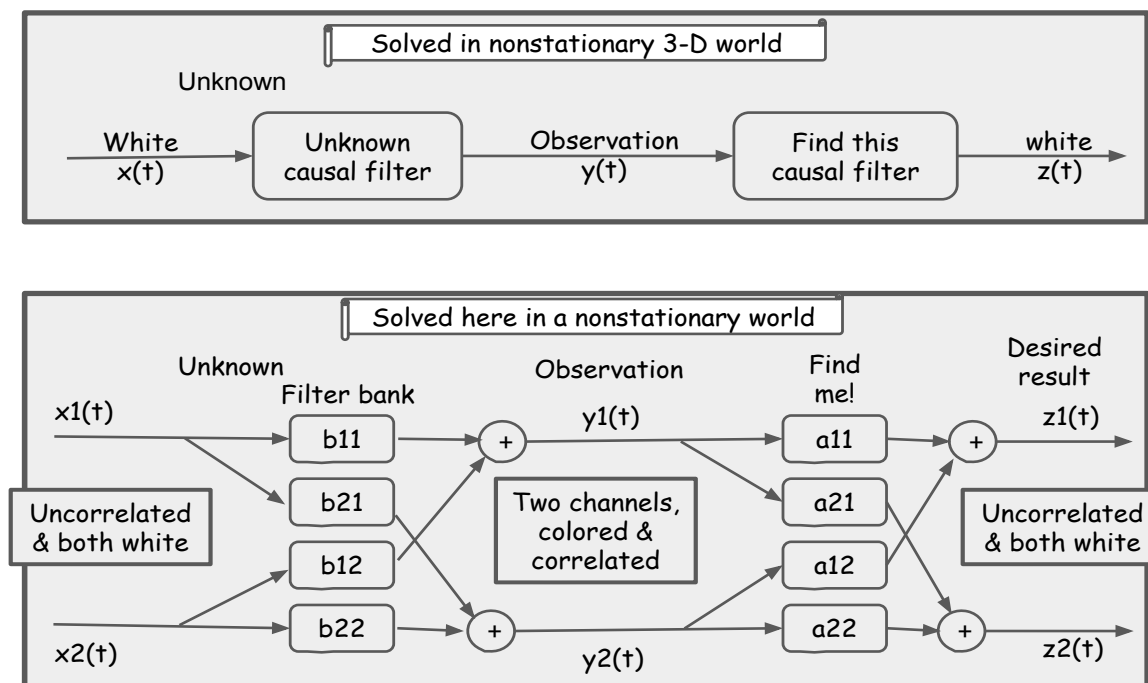 Solved in nonstationary 3-D world
Unknown
White
x(t)
Unknown
causal filter
Observation
y(t)
Find this
causal filter
white
z(t)
Solved here in a nonstationary world
Unknown
Filter bank
Observation
Find
me!
Desired
result
x1(t)
b11
+
y1(t)
a11
+
z1(t)
Uncorrelated
& both white
b21
b12
Two channels,
colored &
correlated
a21
a12
Uncorrelated
& both white
x2(t)
b22
+
y2(t)
a22
+
z2(t)